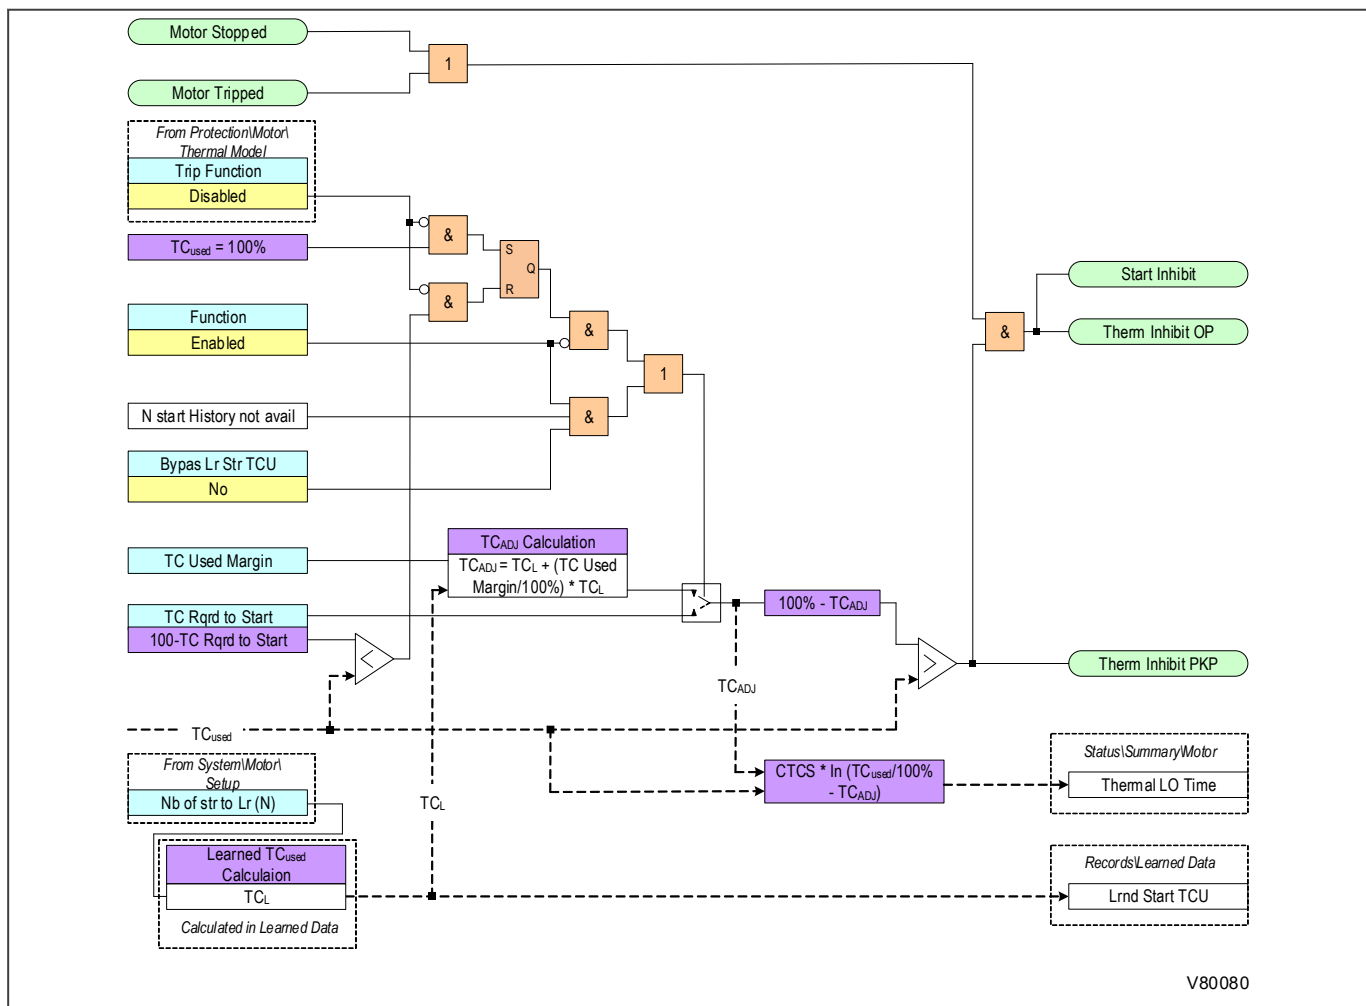 Motor Stopped
1
Motor Tripped
From Protection\Motor\
Thermal Model
Trip Function
Disabled
&
TCused = 100%
S
Q
R
&
Start Inhibit
Function
Enabled
&
&
Therm Inhibit OP
1
N start History not avail
&
Bypas Lr Str TCU
No
TC Used Margin
TCADJ Calculation
TCADJ = TCL + (TC Used
Margin/100%) * TCL
TC Rqrd to Start
100-TC Rqrd to Start
100% - TCADJ
<
>
>
Therm Inhibit PKP
TCADJ
TCused
From System\Motor\
Setup
Nb of str to Lr (N)
TCL
CTCS * ln (TCused/100%
- TCADJ)
Status\Summary\Motor
Thermal LO Time
Learned TCused
Calculaion
TCL
Calculated in Learned Data
Records\Learned Data
Lrnd Start TCU
V80080